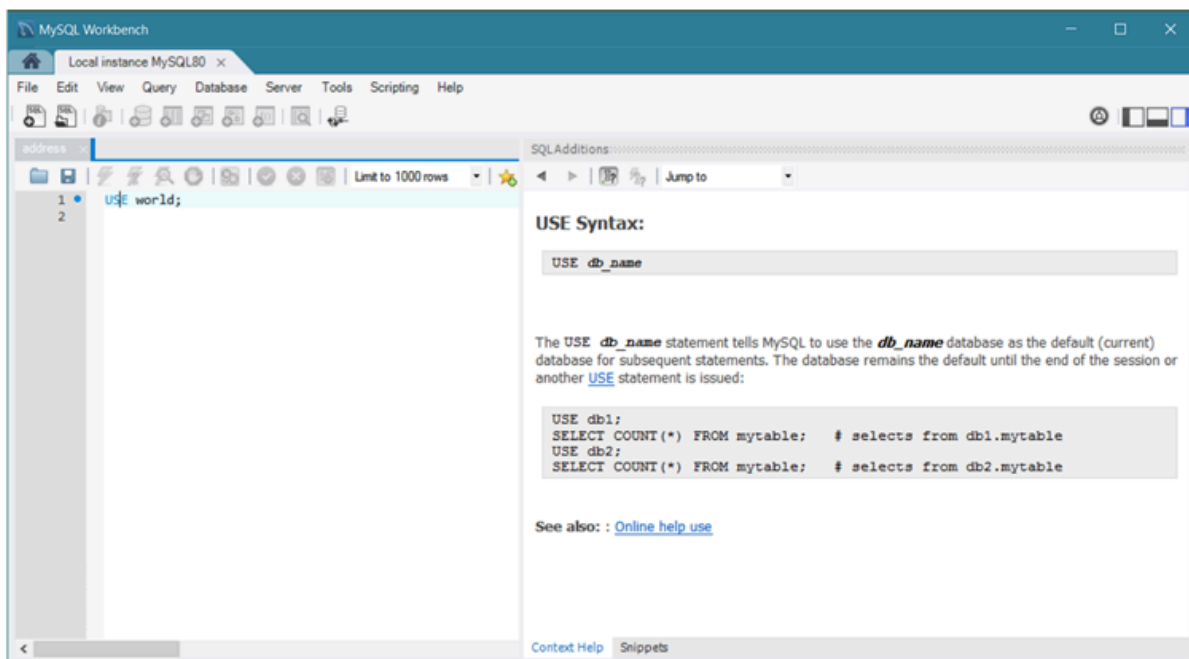 MySQL Workbench
Local instance MySQL80
File Edit View Query Database Server Tools Scripting Help
address
SQLAdditions
Limit to 1000 rows
Jump to
1 USE world;
2
USE Syntax:
USE db_name
The USE db_name statement tells MySQL to use the db_name database as the default (current)
database for subsequent statements. The database remains the default until the end of the session or
another USE statement is issued:
USE db1;
SELECT COUNT(*) FROM mytable; # selects from db1.mytable
USE db2;
SELECT COUNT(*) FROM mytable; # selects from db2.mytable
See also: : Online help use
Context Help Snippets